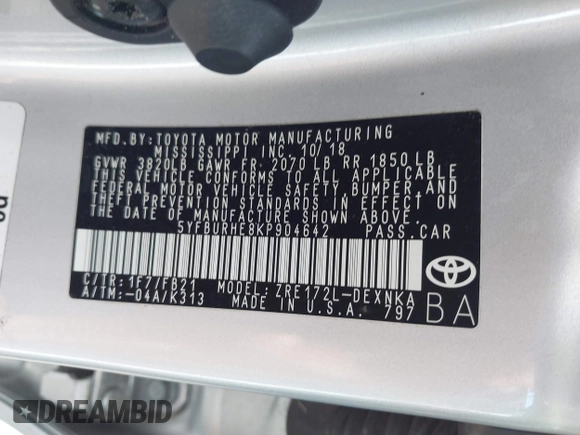 MFD.BY:TOYOTA MOTOR MANUFACTURING
MISSISSIPPI INC 10/18
GVWR 3820LB GAWR FR 2070 LB RR 1850 LB
THIS VEHICLE CONFORMS TO ALL APPLICABLE
FEDERAL MOTOR VEHICLE SAFETY, BUMPER, AND
THEFT PREVENTION STANDARDS IN EFFECT ON
THE DATE OF MANUFACTURE SHOWN ABOVE.
5YFBURHE8KP904642 PASS.CAR
C/TR:1F77/FB21 MODEL:ZRE172L-DEXNKA
A/TM:-04A/K313 MADE IN U.S.A. 797
BA
DREAMBID